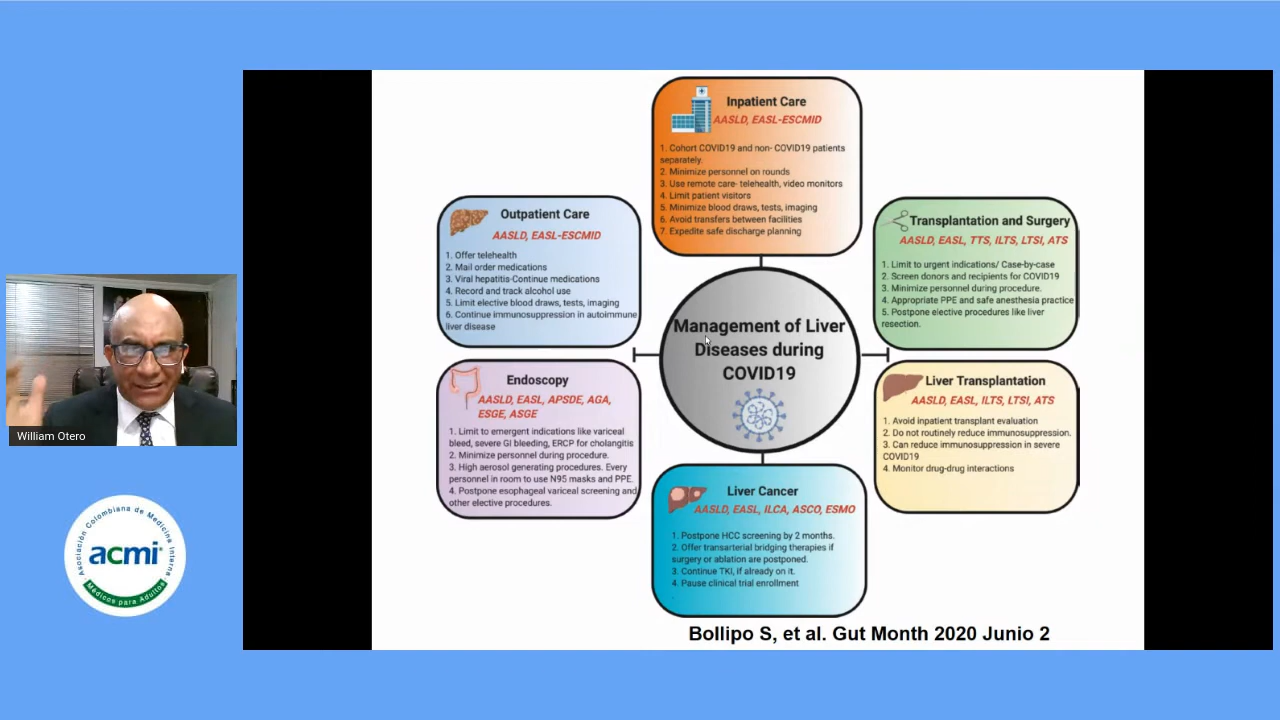 Inpatient Care
AASLD, EASL-ESCMID
1. Cohort COVID19 and non- COVID19 patients
separately.
2. Minimize personnel on rounds
3. Use remote care- telehealth, video monitors
4. Limit patient visitors
5. Minimize blood draws, tests, imaging
6. Avoid transfers between facilities
7. Expedite safe discharge planning
Outpatient Care
AASLD, EASL-ESCMID
1. Offer telehealth
2. Mail order medications
3. Viral hepatitis-Continue medications
4. Record and track alcohol use
5. Limit elective blood draws, tests, imaging
6. Continue immunosuppression in autoimmune
liver disease
Transplantation and Surgery
AASLD, EASL, TTS, ILTS, LTSI, ATS
1. Limit to urgent indications/ Case-by-case
2. Screen donors and recipients for COVID19
3. Minimize personnel during procedure.
4. Appropriate PPE and safe anesthesia practice
5. Postpone elective procedures like liver
resection.
Management of Liver
Diseases during
COVID19
Endoscopy
AASLD, EASL, APSDE, AGA,
ESGE, ASGE
1. Limit to emergent indications like variceal
bleed, severe GI bleeding, ERCP for cholangitis
2. Minimize personnel during procedure.
3. High aerosol generating procedures. Every
personnel in room to use N95 masks and PPE.
4. Postpone esophageal variceal screening and
other elective procedures.
Liver Transplantation
AASLD, EASL, ILTS, LTSI, ATS
1. Avoid inpatient transplant evaluation
2. Do not routinely reduce immunosuppression.
3. Can reduce immunosuppression in severe
COVID19
4. Monitor drug-drug interactions
Liver Cancer
AASLD, EASL, ILCA, ASCO, ESMO
1. Postpone HCC screening by 2 months.
2. Offer transarterial bridging therapies if
surgery or ablation are postponed.
3. Continue TKI, if already on it.
4. Pause clinical trial enrollment
Bollipo S, et al. Gut Month 2020 Junio 2
William Otero
Asociación Colombiana de Medicina Interna
acmi
Médicos para Adultos